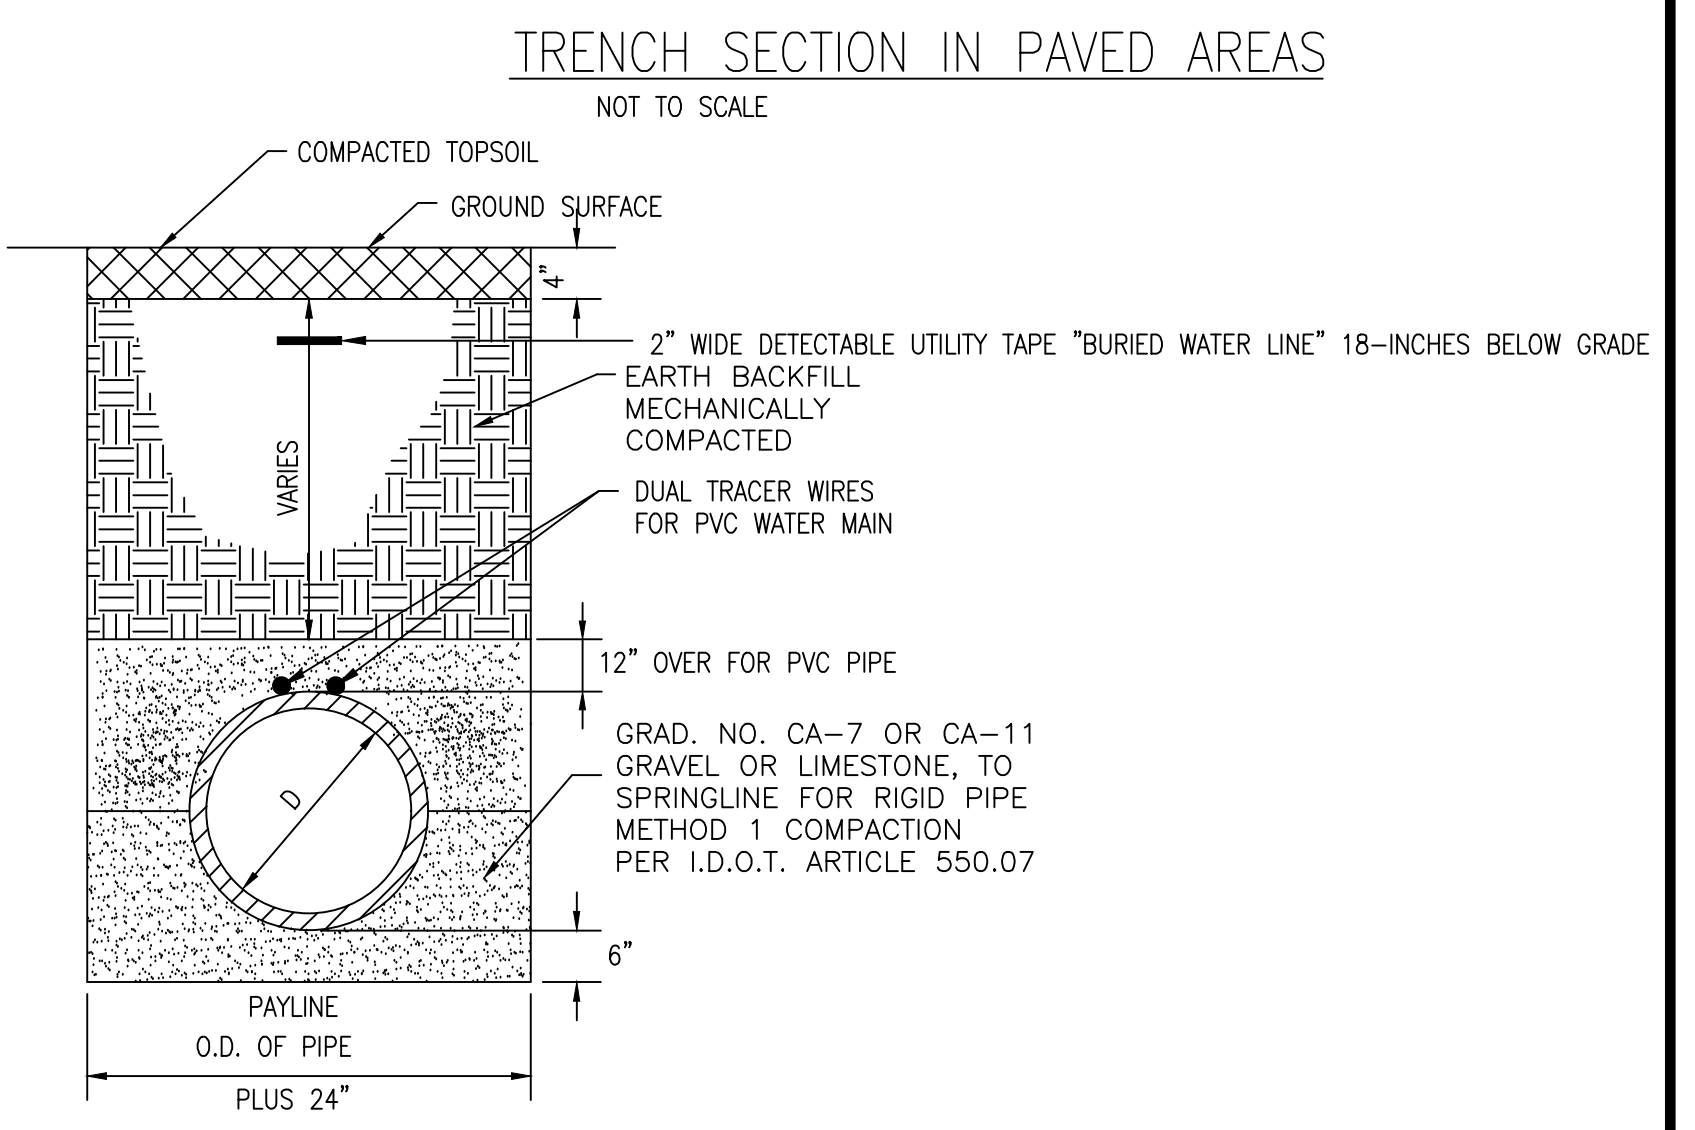 TRENCH SECTION IN PAVED AREAS
NOT TO SCALE
COMPACTED TOPSOIL
GROUND SURFACE
4"
2" WIDE DETECTABLE UTILITY TAPE "BURIED WATER LINE" 18-INCHES BELOW GRADE
EARTH BACKFILL
MECHANICALLY
COMPACTED
VARIES
DUAL TRACER WIRES
FOR PVC WATER MAIN
12" OVER FOR PVC PIPE
GRAD. NO. CA-7 OR CA-11
GRAVEL OR LIMESTONE, TO
SPRINGLINE FOR RIGID PIPE
METHOD 1 COMPACTION
PER I.D.O.T. ARTICLE 550.07
D
6"
PAYLINE
O.D. OF PIPE
PLUS 24"